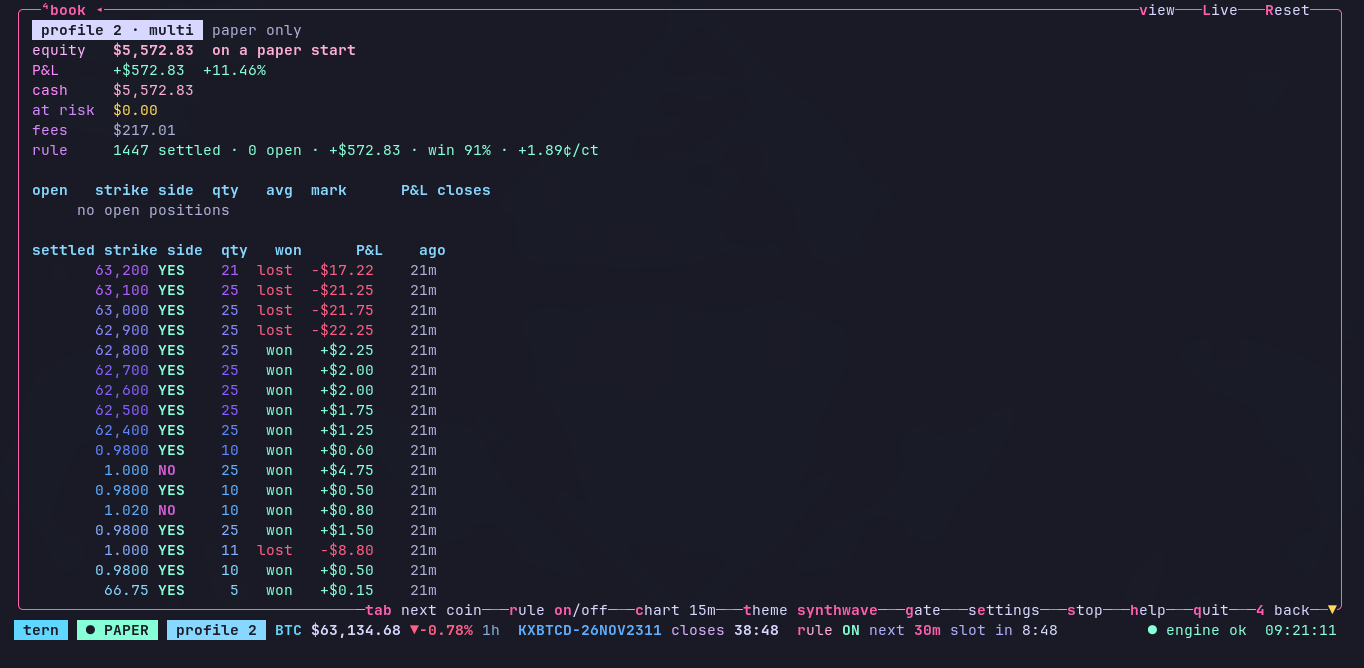 ⁴book ◂ view Live Reset
profile 2 · multi paper only
equity $5,572.83 on a paper start
P&L +$572.83 +11.46%
cash $5,572.83
at risk $0.00
fees $217.01
rule 1447 settled · 0 open · +$572.83 · win 91% · +1.89¢/ct
open strike side qty avg mark P&L closes
no open positions
settled strike side qty won P&L ago
63,200 YES 21 lost -$17.22 21m
63,100 YES 25 lost -$21.25 21m
63,000 YES 25 lost -$21.75 21m
62,900 YES 25 lost -$22.25 21m
62,800 YES 25 won +$2.25 21m
62,700 YES 25 won +$2.00 21m
62,600 YES 25 won +$2.00 21m
62,500 YES 25 won +$1.75 21m
62,400 YES 25 won +$1.25 21m
0.9800 YES 10 won +$0.60 21m
1.000 NO 25 won +$4.75 21m
0.9800 YES 10 won +$0.50 21m
1.020 NO 10 won +$0.80 21m
0.9800 YES 25 won +$1.50 21m
1.000 YES 11 lost -$8.80 21m
0.9800 YES 10 won +$0.50 21m
66.75 YES 5 won +$0.15 21m
tab next coin rule on/off chart 15m theme synthwave gate settings stop help quit 4 back ▼
tern ● PAPER profile 2 BTC $63,134.68 ▼-0.78% 1h KXBTCD-26NOV2311 closes 38:48 rule ON next 30m slot in 8:48 ● engine ok 09:21:11